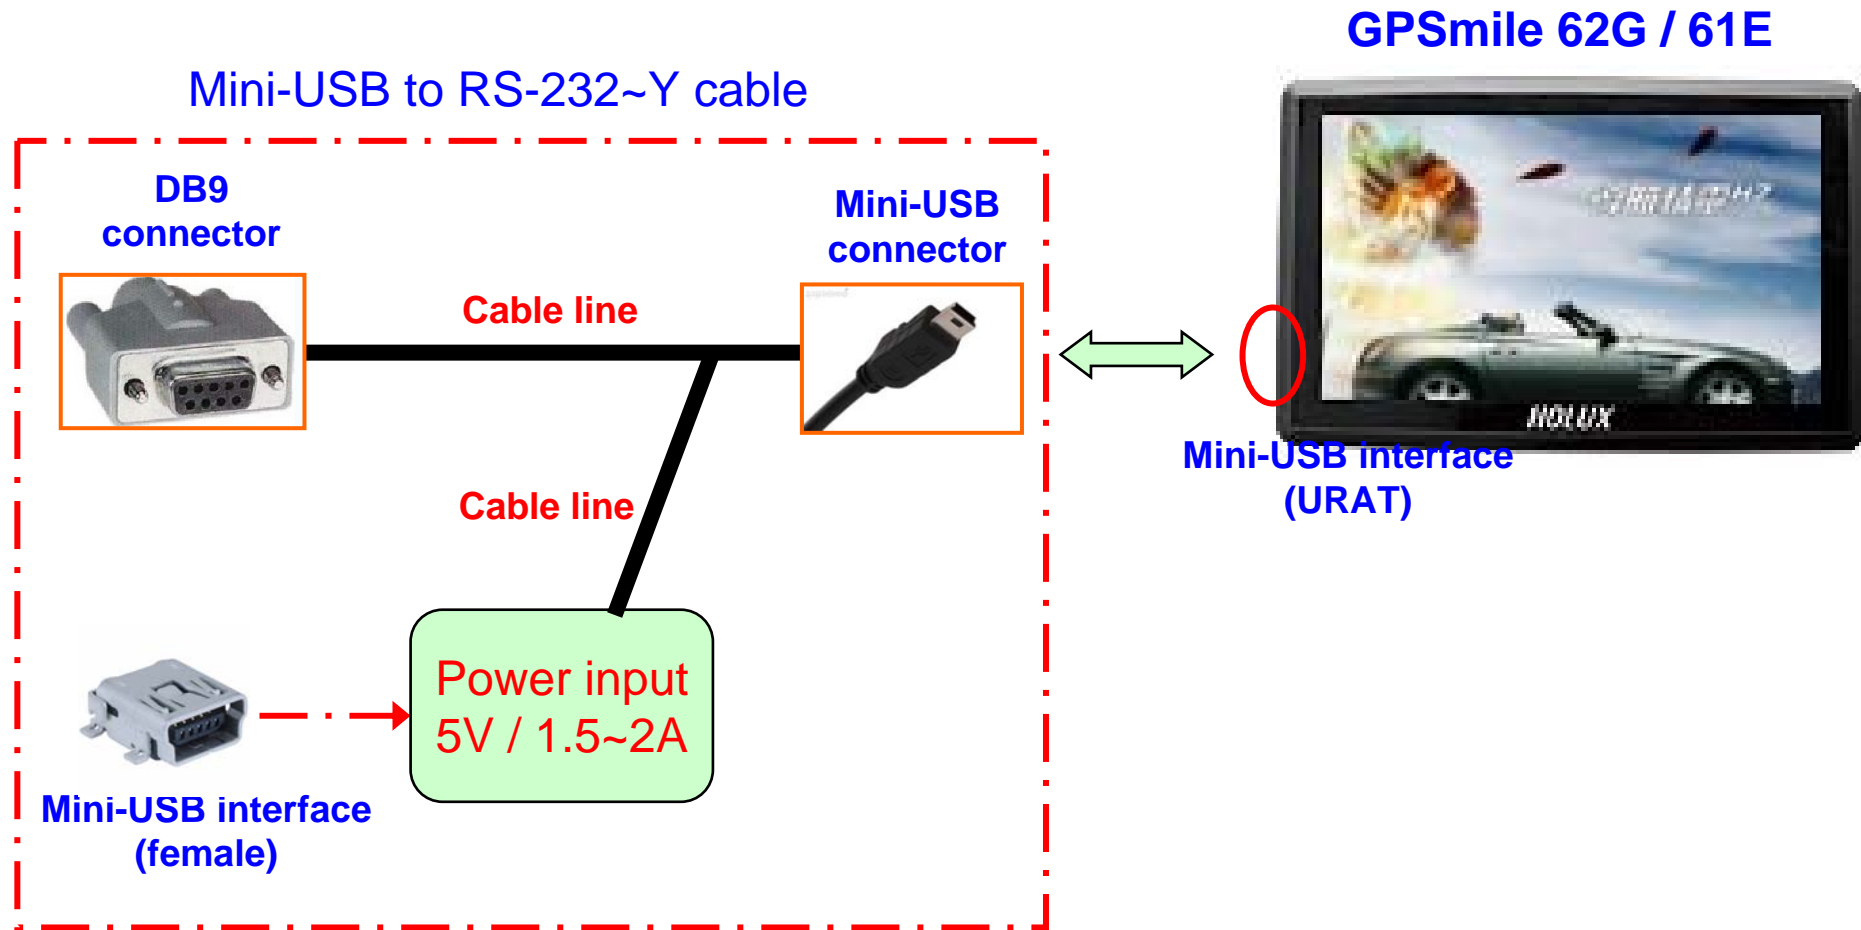 GPSmile 62G / 61E
Mini-USB to RS-232~Y cable
DB9
connector
Mini-USB
connector
Cable line
Cable line
HOLUX
Mini-USB interface
(URAT)
Power input
5V / 1.5~2A
Mini-USB interface
(female)